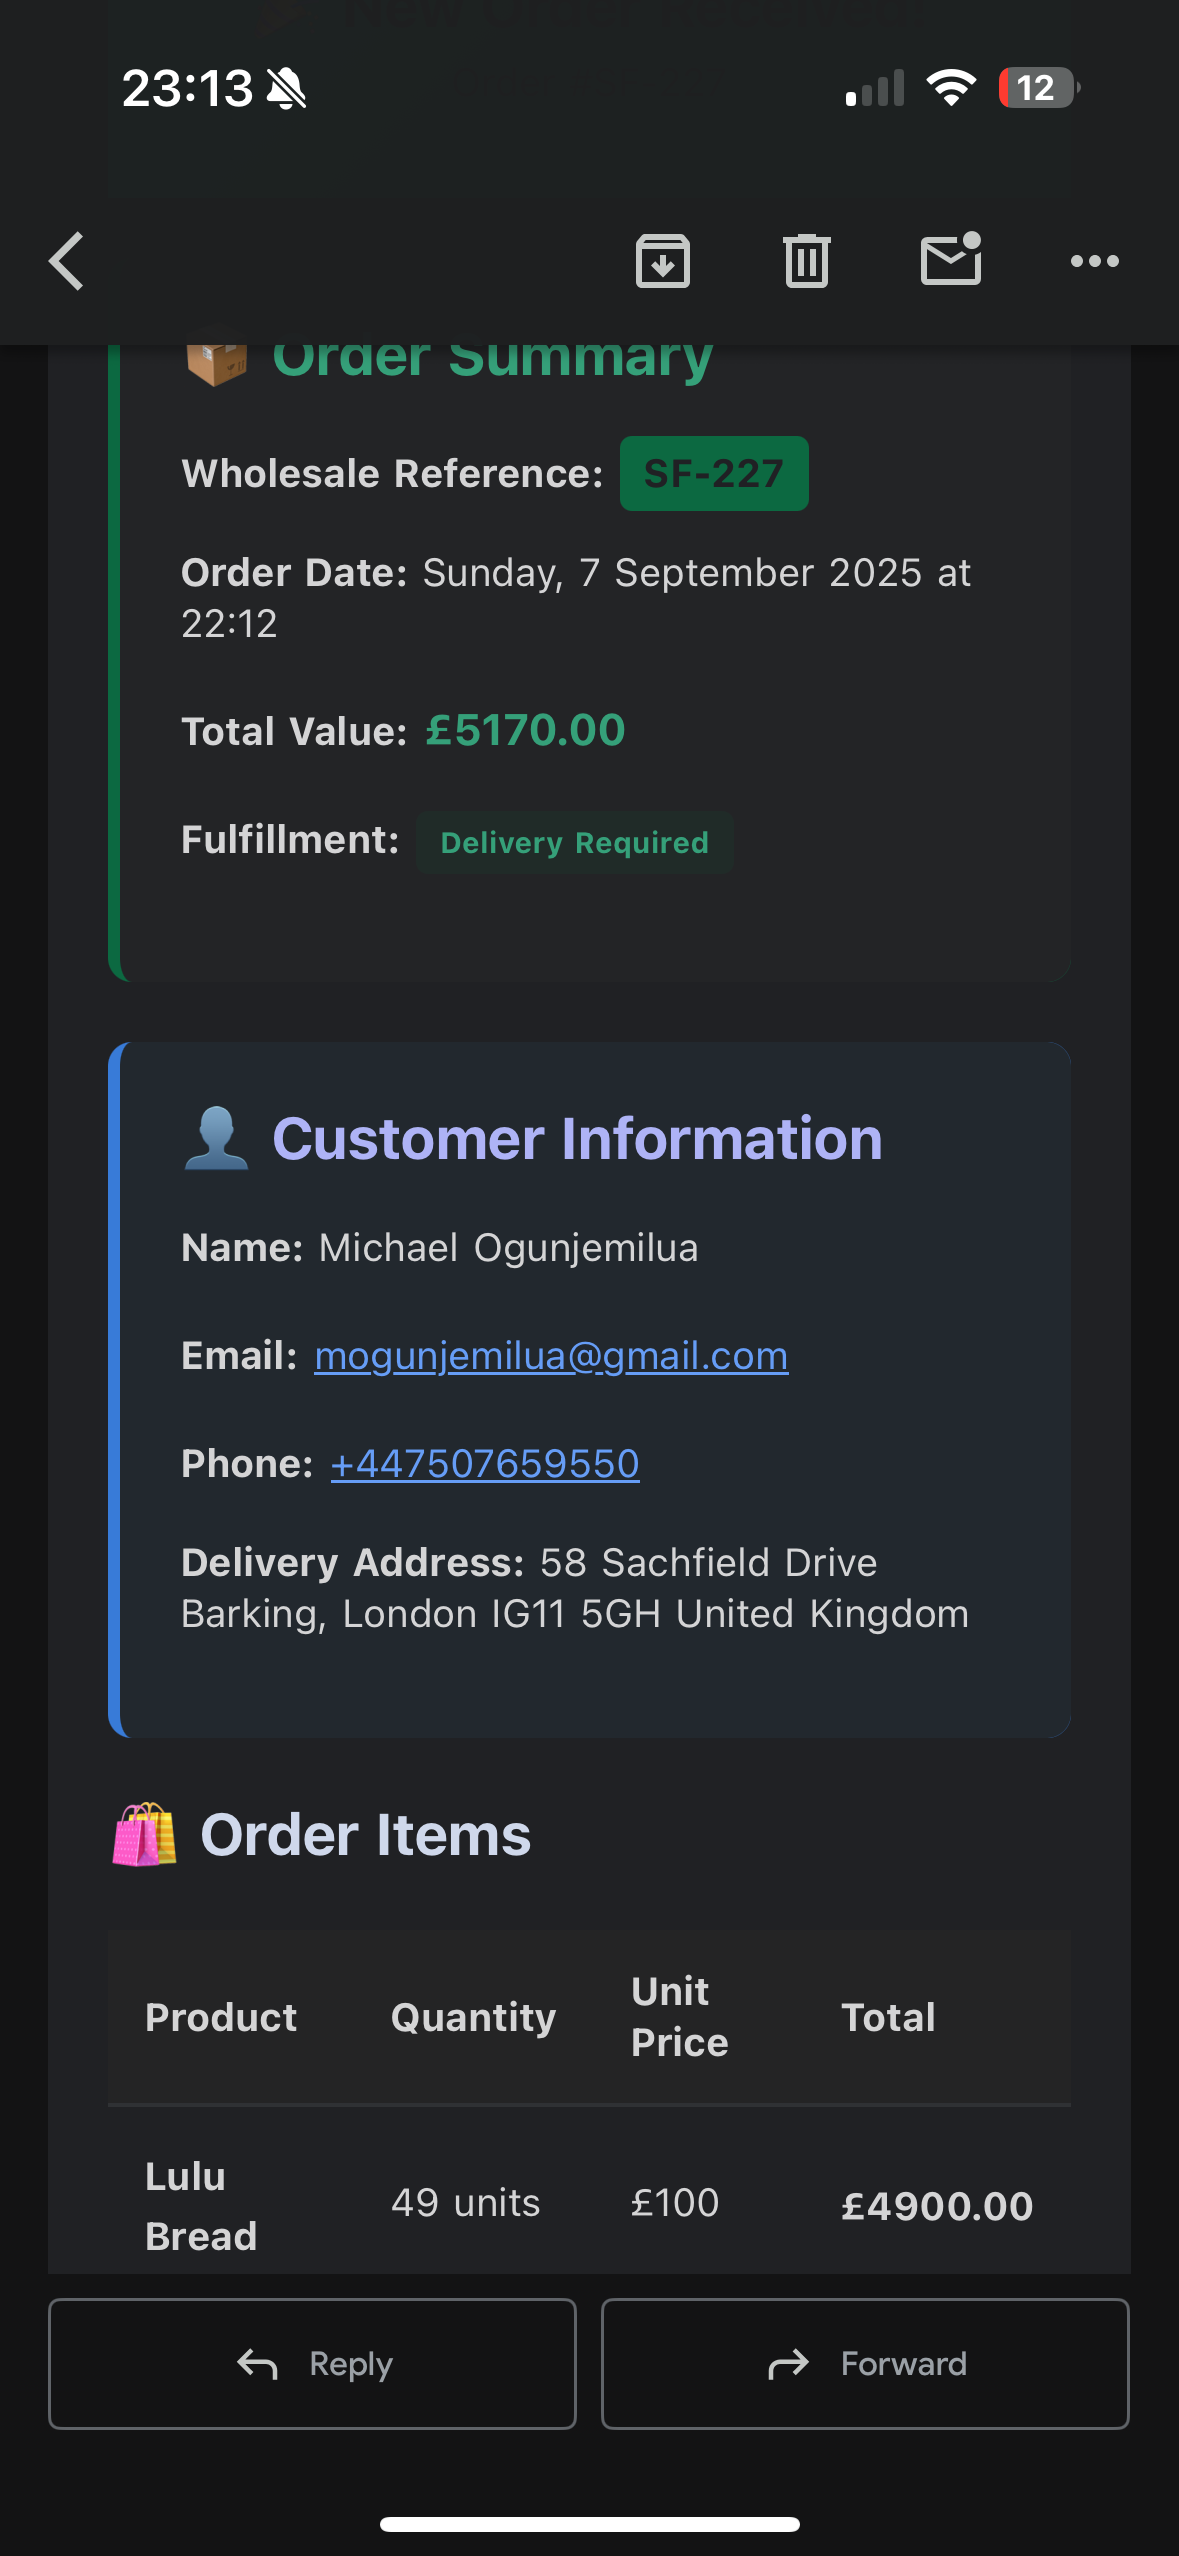 New Order Received!
23:13
12
Order Summary
Wholesale Reference: SF-227
Order Date: Sunday, 7 September 2025 at
22:12
Total Value: £5170.00
Fulfillment: Delivery Required
Customer Information
Name: Michael Ogunjemilua
Email: mogunjemilua@gmail.com
Phone: +447507659550
Delivery Address: 58 Sachfield Drive
Barking, London IG11 5GH United Kingdom
Order Items
Product Quantity Unit Price Total
Lulu Bread 49 units £100 £4900.00
Reply Forward